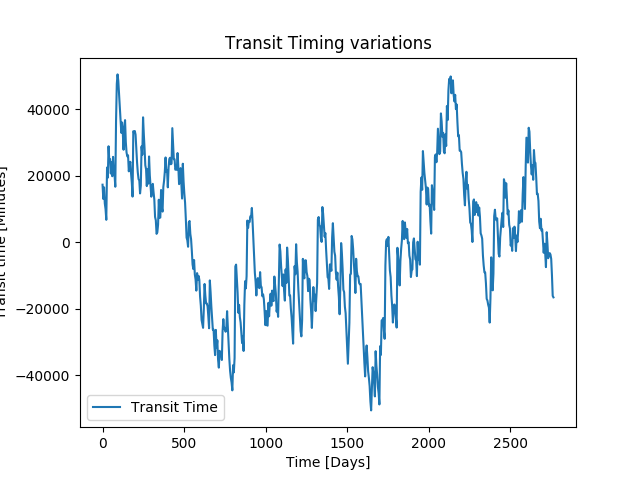 Transit Timing variations
Transit time [Minutes]
40000
20000
0
−20000
−40000
Transit Time
0 500 1000 1500 2000 2500
Time [Days]